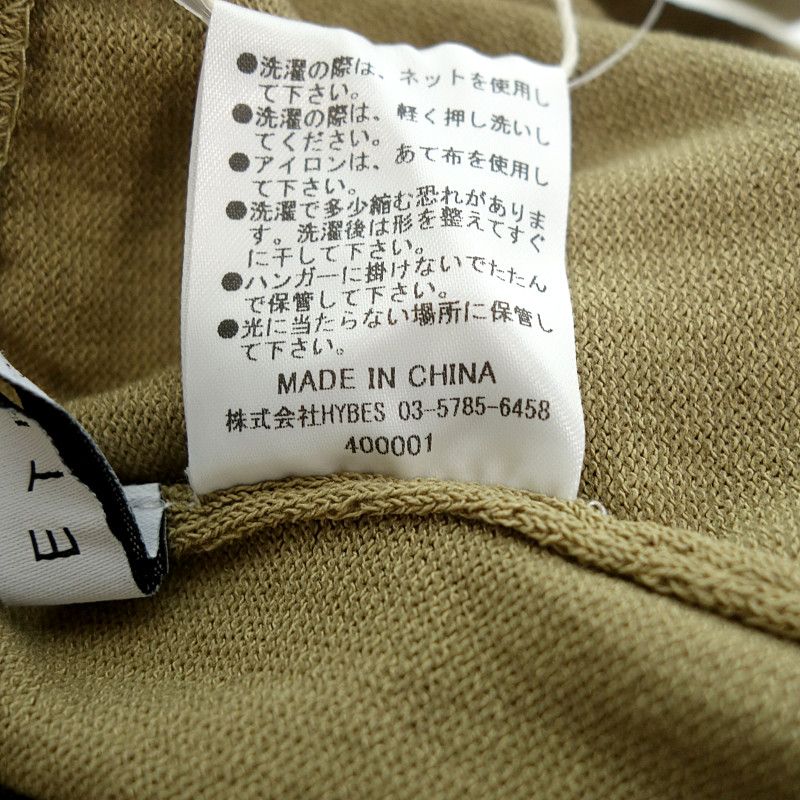 ●洗濯の際は、ネットを使用し
て下さい。
●洗濯の際は、軽く押し洗いし
てください。
●アイロンは、あて布を使用し
て下さい。
●洗濯で多少縮む恐れがありま
す。洗濯後は形を整えてすぐ
に干して下さい。
●ハンガーに掛けないでたたん
で保管して下さい。
●光に当たらない場所に保管し
て下さい。
MADE IN CHINA
株式会社HYBES 03-5785-6458
400001
E T